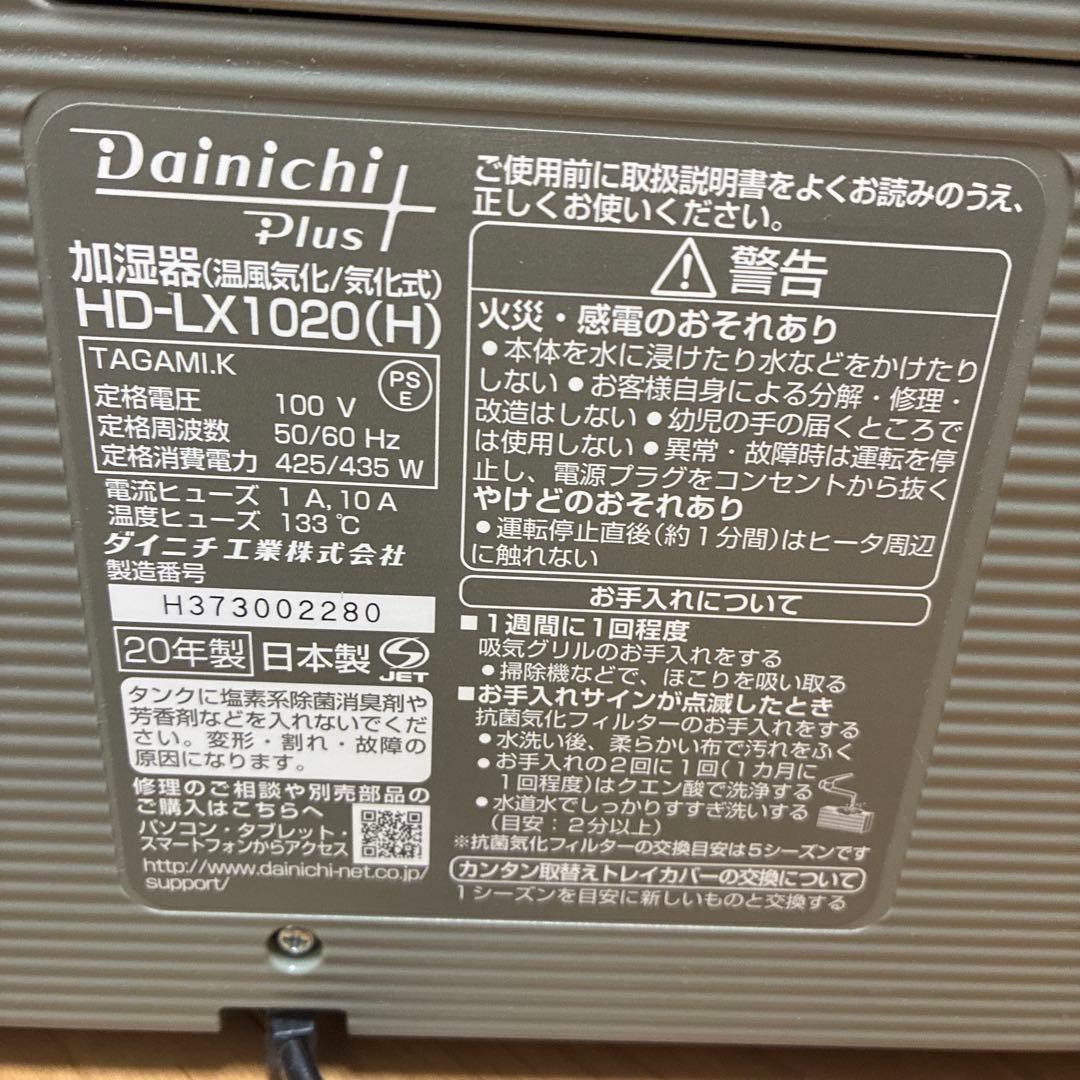 Dainichi
Plus
加湿器(温風気化/気化式)
HD-LX1020(H)
TAGAMI.K
PS
E
定格電圧 100 V
定格周波数 50/60 Hz
定格消費電力 425/435 W
電流ヒューズ 1 A, 10 A
温度ヒューズ 133 ℃
ダイニチ工業株式会社
製造番号
H373002280
20年製 日本製 JET
タンクに塩素系除菌消臭剤や
芳香剤などを入れないでくだ
さい。変形・割れ・故障の
原因になります。
修理のご相談や別売部品の
ご購入はこちらへ
パソコン・タブレット・
スマートフォンからアクセス
http://www.dainichi-net.co.jp/
support/
ご使用前に取扱説明書をよくお読みのうえ、
正しくお使いください。
警告
火災・感電のおそれあり
●本体を水に浸けたり水などをかけたり
しない ●お客様自身による分解・修理・
改造はしない ●幼児の手の届くところで
は使用しない ●異常・故障時は運転を停
止し、電源プラグをコンセントから抜く
やけどのおそれあり
●運転停止直後(約1分間)はヒータ周辺
に触れない
お手入れについて
■1週間に1回程度
吸気グリルのお手入れをする
●掃除機などで、ほこりを吸い取る
■お手入れサインが点滅したとき
抗菌気化フィルターのお手入れをする
●水洗い後、柔らかい布で汚れをふく
●お手入れの2回に1回(1カ月に
1回程度)はクエン酸で洗浄する
●水道水でしっかりすすぎ洗いする
(目安：2分以上)
※抗菌気化フィルターの交換目安は5シーズンです
カンタン取替えトレイカバーの交換について
1シーズンを目安に新しいものと交換する